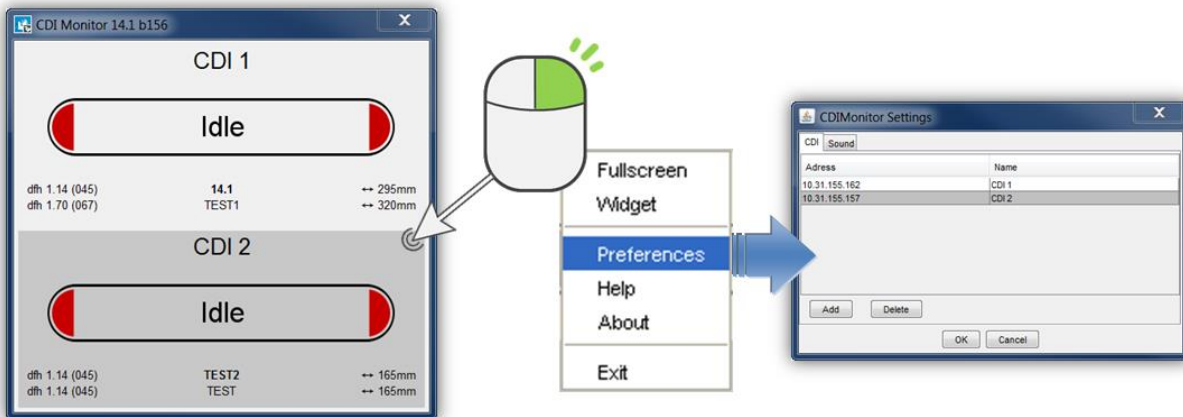 CDI Monitor 14.1 b156
CDI 1
Idle
dfh 1.14 (045) 14.1 ↔ 295mm
dfh 1.70 (067) TEST1 ↔ 320mm
CDI 2
Idle
dfh 1.14 (045) TEST2 ↔ 165mm
dfh 1.14 (045) TEST ↔ 165mm
Fullscreen
Widget
Preferences
Help
About
Exit
CDIMonitor Settings
CDI Sound
Adress Name
10.31.155.162 CDI 1
10.31.155.157 CDI 2
Add Delete
OK Cancel